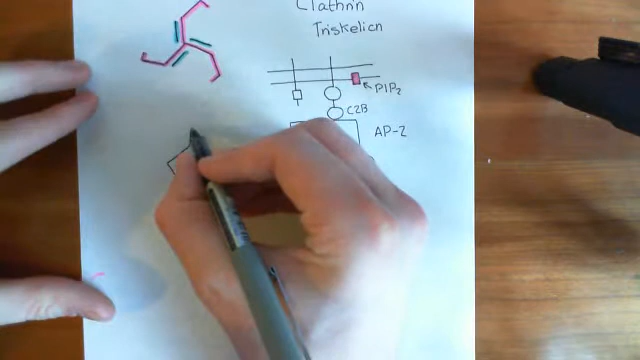 Clathrin
Triskelion
PIP2
C2B
AP-2